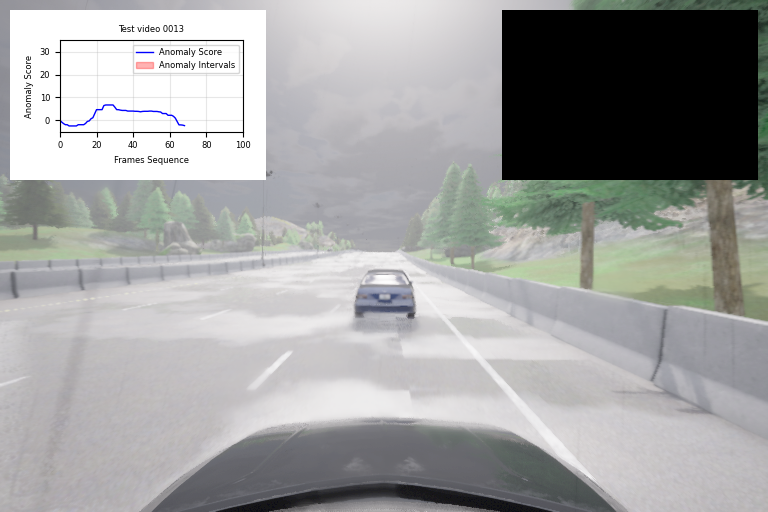 Test video 0013
Anomaly Score
Anomaly Intervals
30
20
10
0
Anomaly Score
0 20 40 60 80 100
Frames Sequence